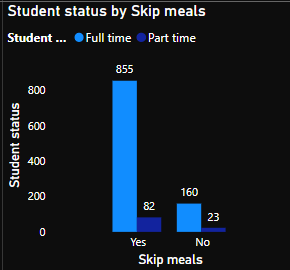 Student status by Skip meals
Student ... Full time Part time
855
800
600
400
200
0
82
160
23
Student status
Yes No
Skip meals